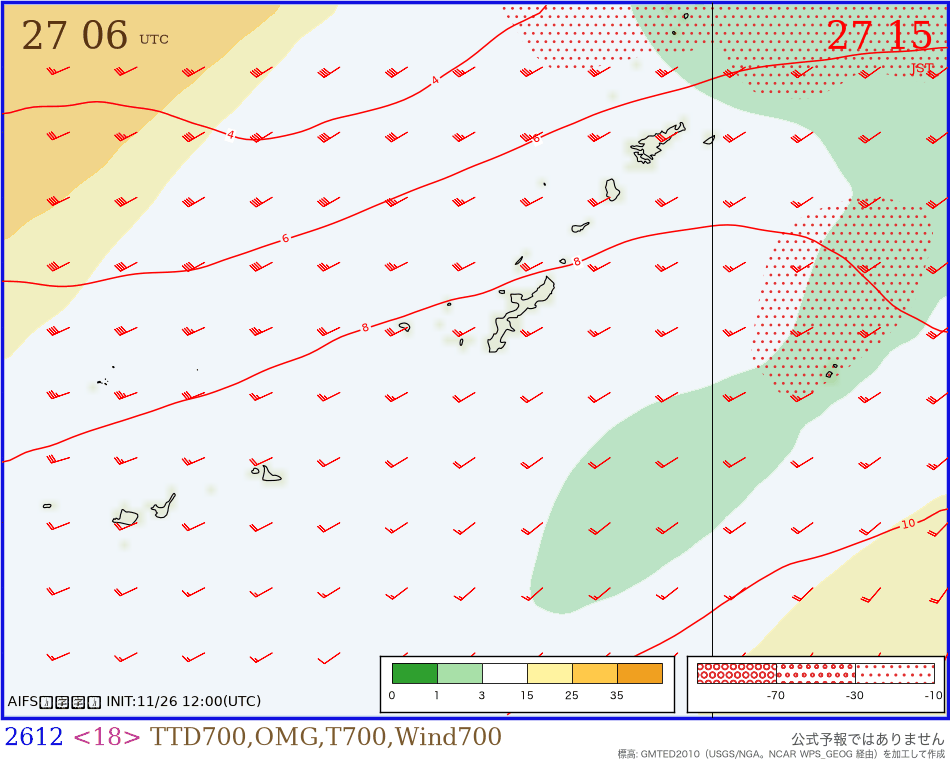 27 06 UTC
27 15
JST
4
4
6
6
8
8
10
0 1 3 15 25 35
-70 -30 -10
AIFS INIT:11/26 12:00(UTC)
2612 <18> TTD700,OMG,T700,Wind700
公式予報ではありません
標高: GMTED2010（USGS/NGA。NCAR WPS_GEOG 経由）を加工して作成